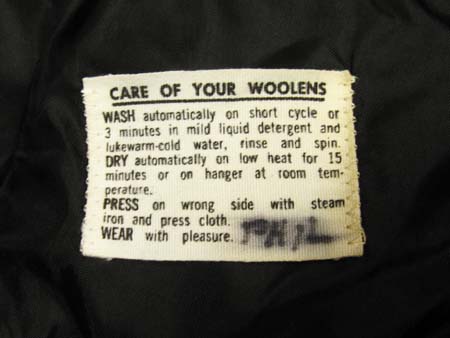 CARE OF YOUR WOOLENS
WASH automatically on short cycle or
3 minutes in mild liquid detergent and
lukewarm-cold water, rinse and spin.
DRY automatically on low heat for 15
minutes or on hanger at room tem-
perature.
PRESS on wrong side with steam
iron and press cloth.
WEAR with pleasure. PHIL